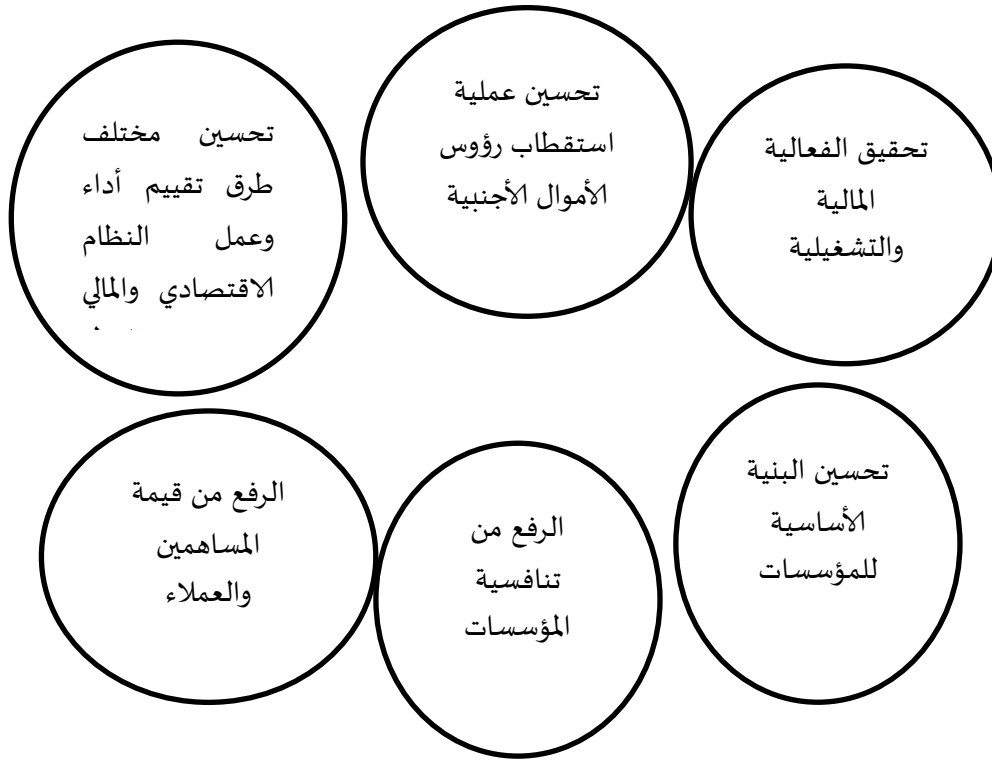 تحقيق الفعالية
المالية
والتشغيلية
تحسين عملية
استقطاب رؤوس
الأموال الأجنبية
تحسين مختلف
طرق تقييم أداء
وعمل النظام
الاقتصادي والمالي
تحسين البنية
الأساسية
للمؤسسات
الرفع من
تنافسية
المؤسسات
الرفع من قيمة
المساهمين
والعملاء